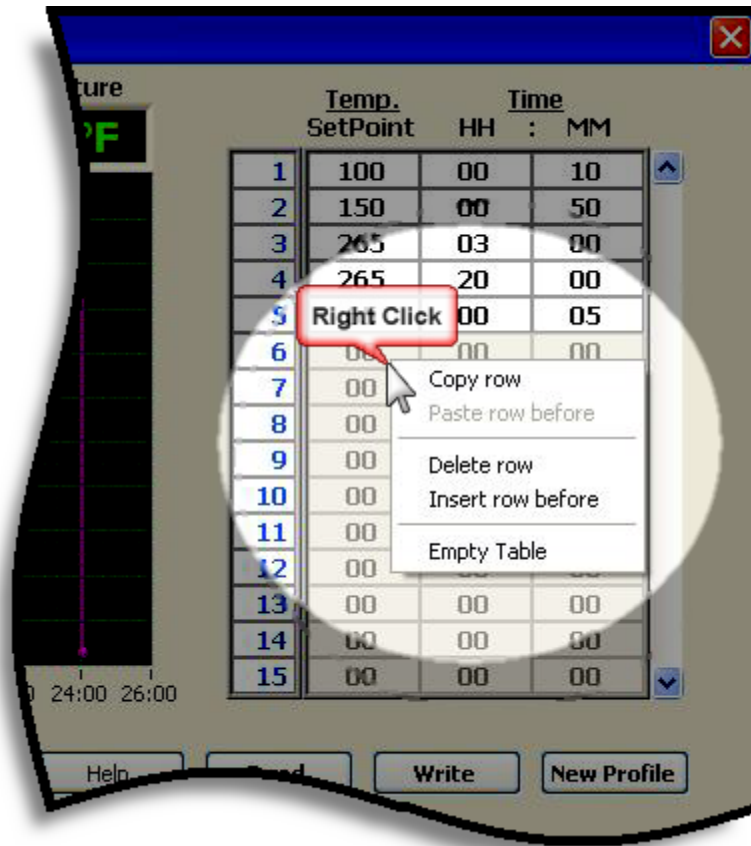 ture
°F
Temp. Time
SetPoint HH : MM
1 100 00 10
2 150 00 50
3 265 03 00
4 265 20 00
5 00 05
Right Click
6 00 00 00
7 00
8 00
9 00
10 00
11 00
12 00
13 00 00 00
14 00 00 00
15 00 00 00
Copy row
Paste row before
Delete row
Insert row before
Empty Table
24:00 26:00
Help Write New Profile